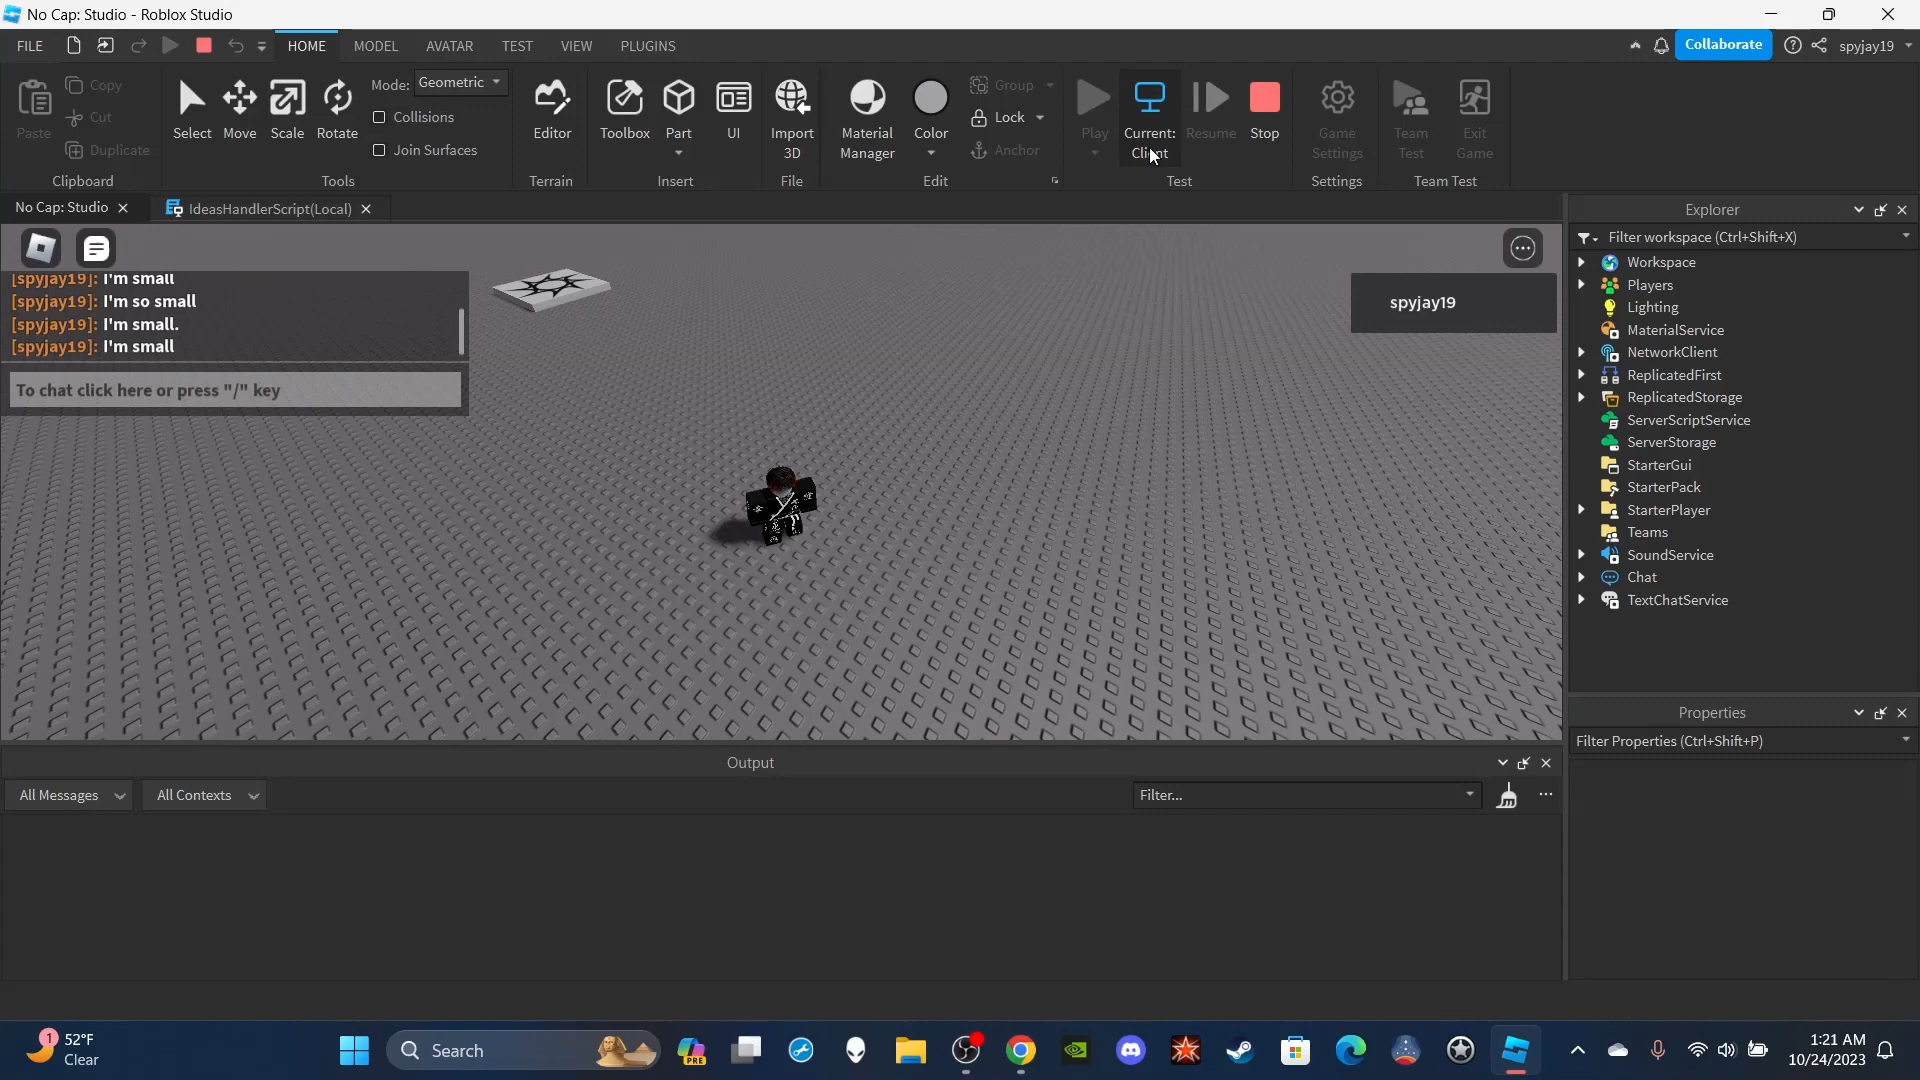 No Cap: Studio - Roblox Studio
FILE HOME MODEL AVATAR TEST VIEW PLUGINS Collaborate spyjay19
Paste Copy Cut Duplicate
Clipboard
Select Move Scale Rotate
Mode: Geometric
Collisions
Join Surfaces
Tools
Editor
Terrain
Toolbox Part UI
Insert
Import
3D
File
Material
Manager
Color
Group
Lock
Anchor
Edit
Play
Current:
Client
Resume Stop
Test
Game
Settings
Settings
Team
Test
Exit
Game
Team Test
No Cap: Studio IdeasHandlerScript(Local)
[spyjay19]: I'm small
[spyjay19]: I'm so small
[spyjay19]: I'm small.
[spyjay19]: I'm small
To chat click here or press "/" key
spyjay19
Explorer
Filter workspace (Ctrl+Shift+X)
Workspace
Players
Lighting
MaterialService
NetworkClient
ReplicatedFirst
ReplicatedStorage
ServerScriptService
ServerStorage
StarterGui
StarterPack
StarterPlayer
Teams
SoundService
Chat
TextChatService
Properties
Filter Properties (Ctrl+Shift+P)
Output
All Messages All Contexts Filter...
1
52°F
Clear
Search
PRE
1:21 AM
10/24/2023